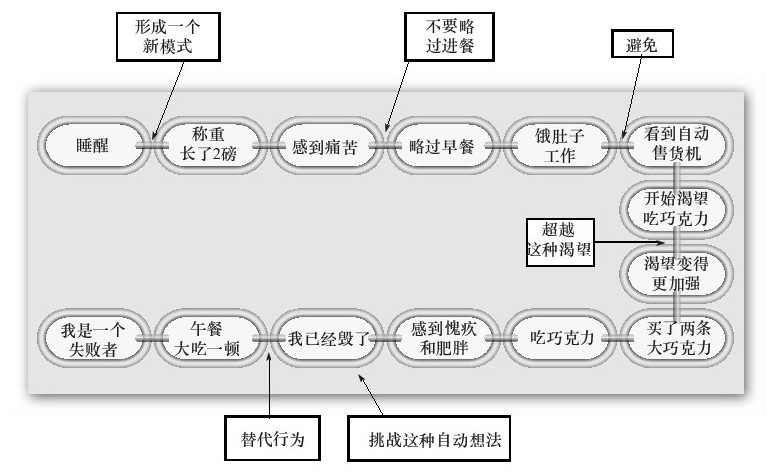 形成一个
新模式
不要略
过进餐
避免
睡醒
称重
长了2磅
感到痛苦
略过早餐
饿肚子
工作
看到自动
售货机
开始渴望
吃巧克力
超越
这种渴望
渴望变得
更加强
我是一个
失败者
午餐
大吃一顿
我已经毁了
感到愧疚
和肥胖
吃巧克力
买了两条
大巧克力
替代行为
挑战这种自动想法